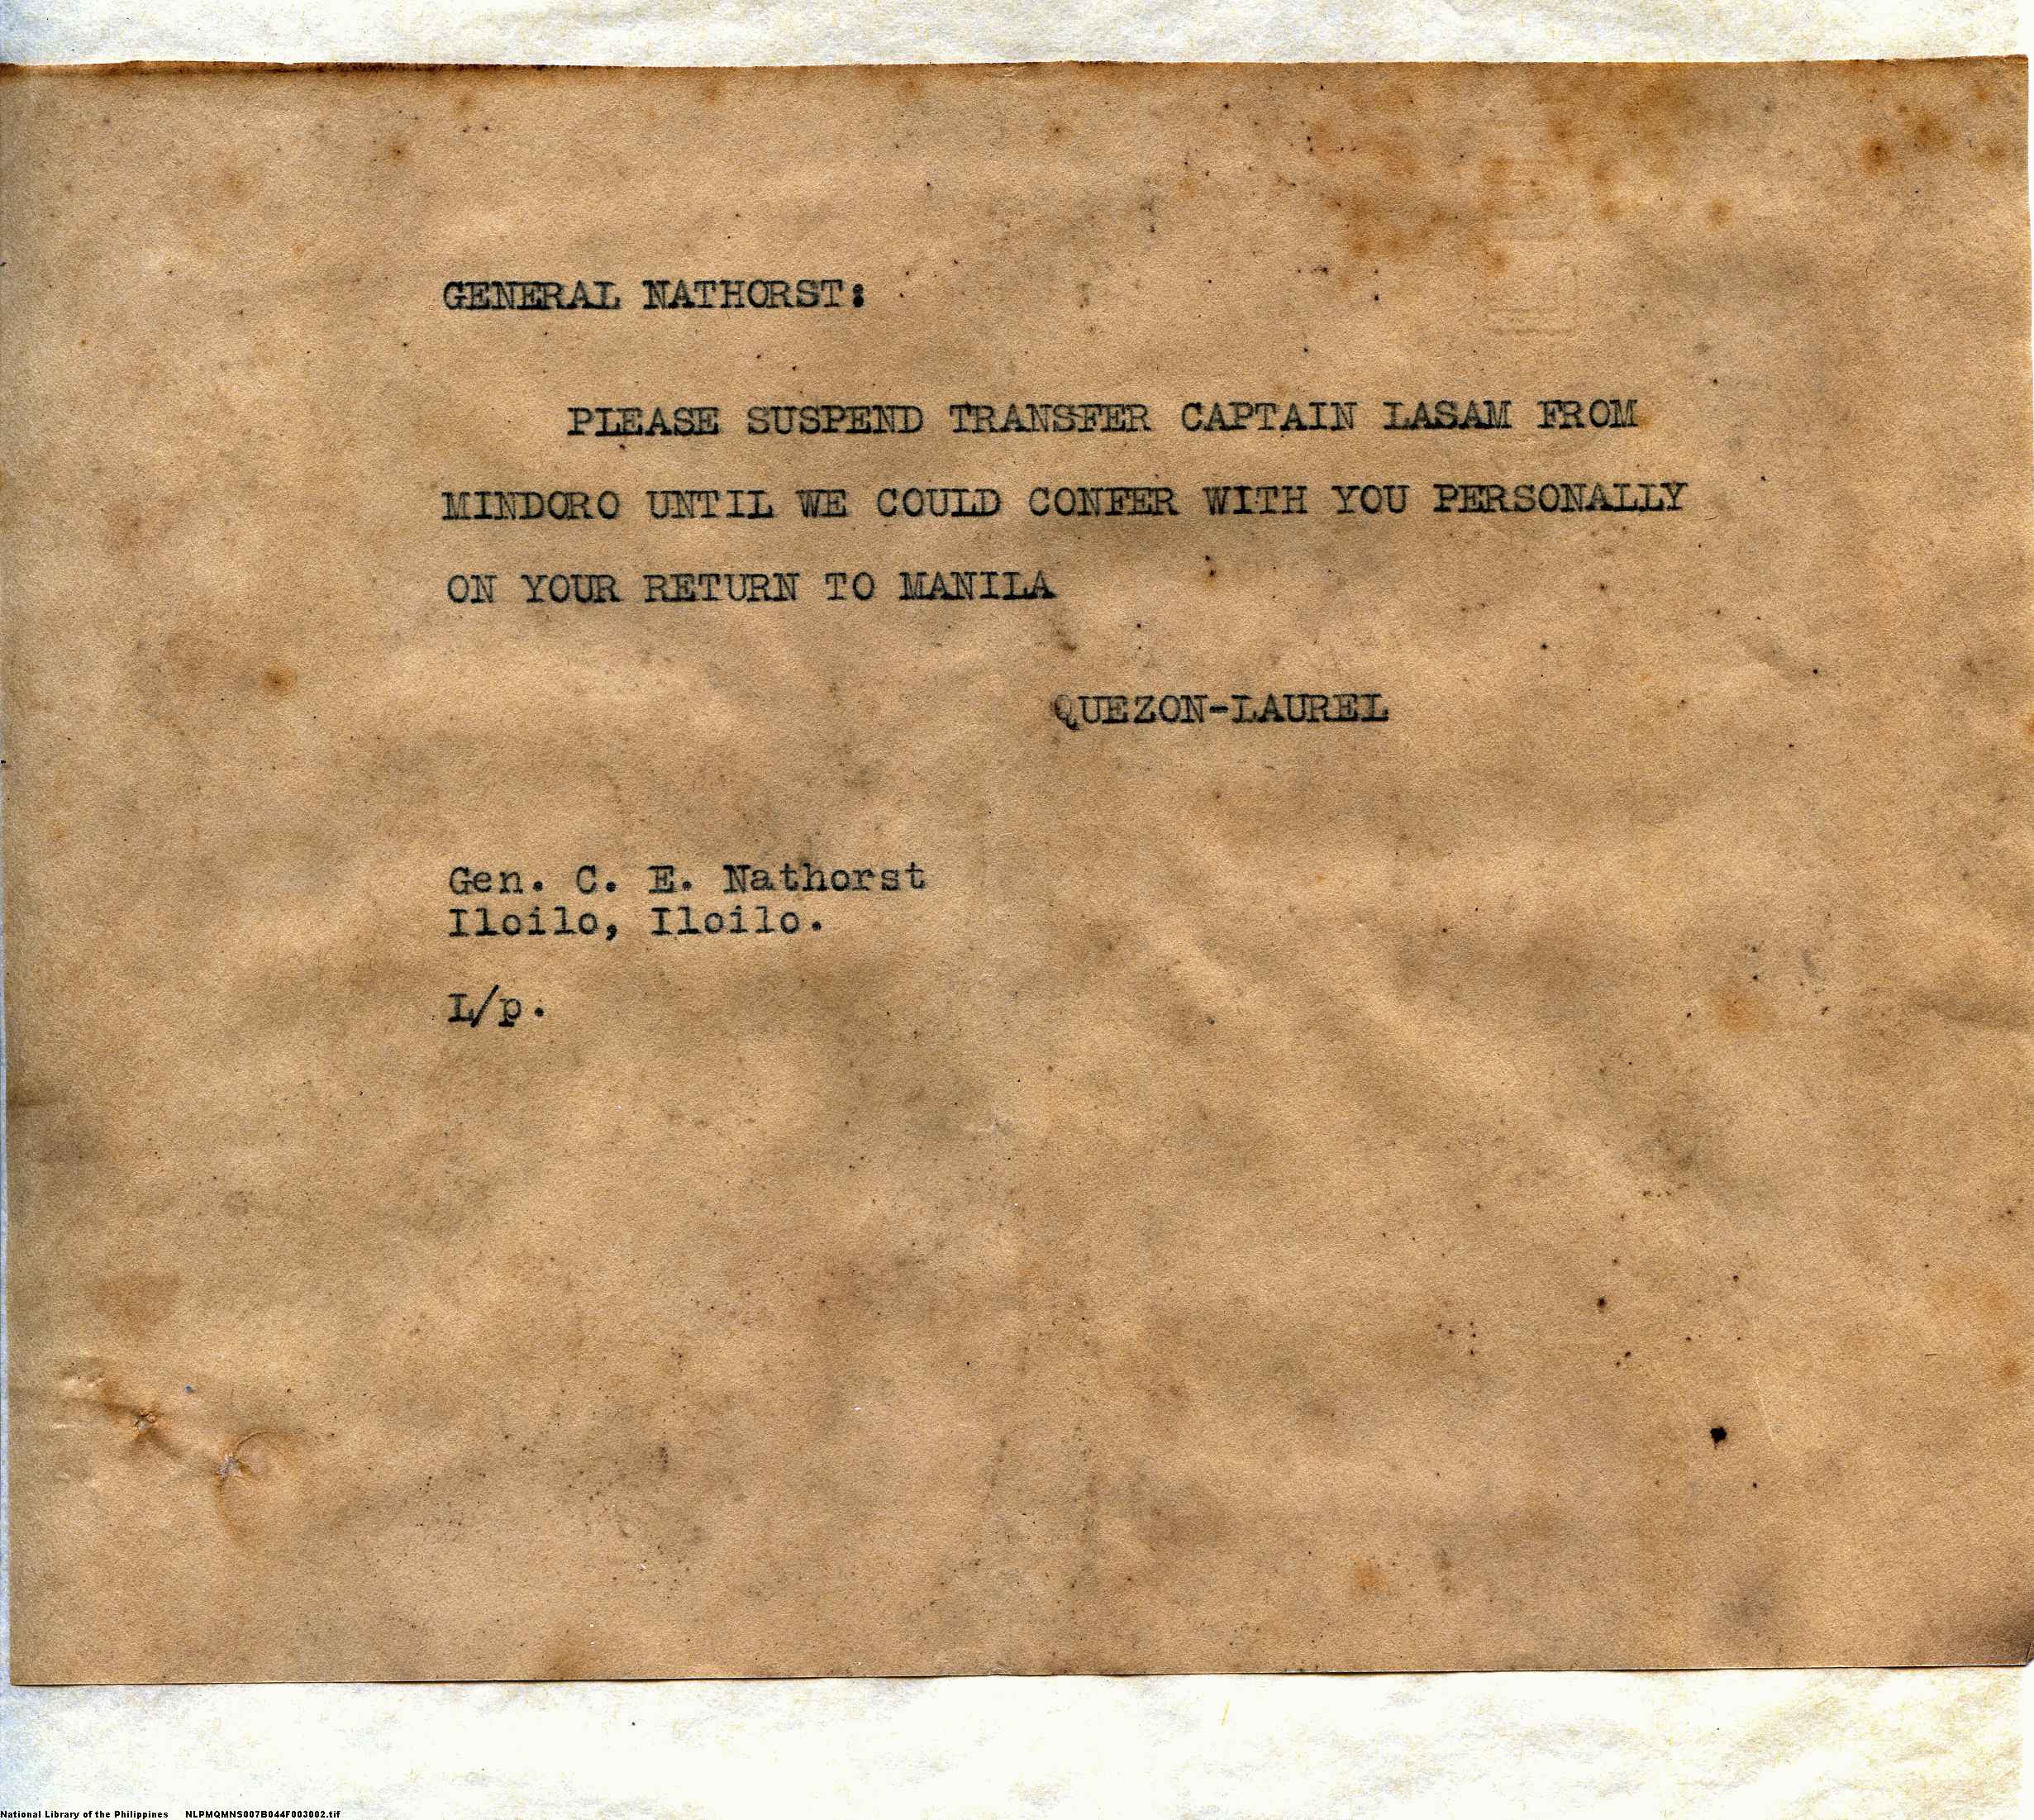 GENERAL NATHORST:
PLEASE SUSPEND TRANSFER CAPTAIN LASAM FROM
MINDORO UNTIL WE COULD CONFER WITH YOU PERSONALLY
ON YOUR RETURN TO MANILA
QUEZON-LAUREL
Gen. C. E. Nathorst
Iloilo, Iloilo.
L/p.
National Library of the Philippines NLPMQMNS007B044F003002.tif